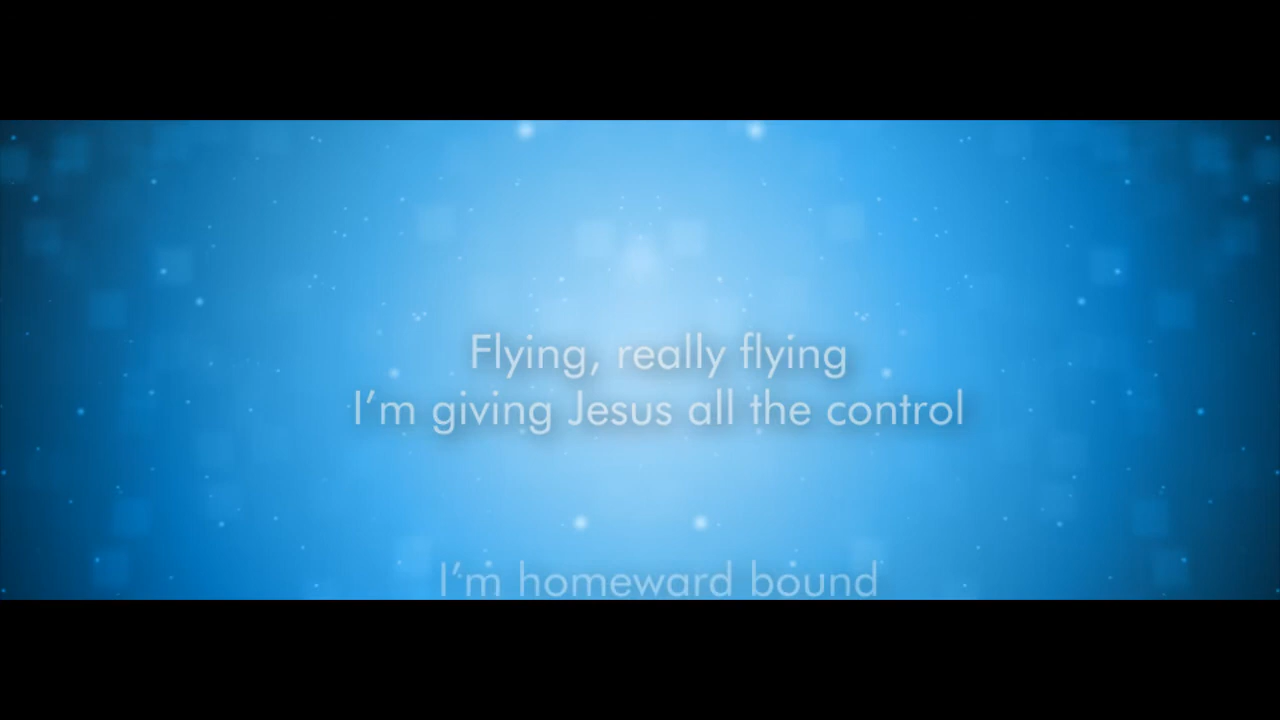 Flying, really flying
I’m giving Jesus all the control
I’m homeward bound